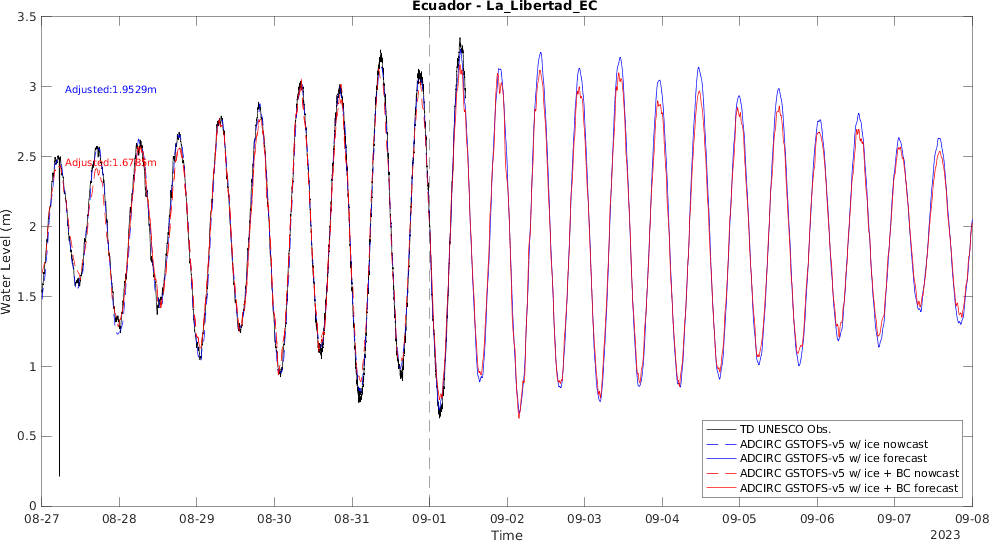 Ecuador - La_Libertad_EC
3.5
3
2.5
2
1.5
1
0.5
0
Water Level (m)
Adjusted:1.9529m
Adjusted:1.6785m
TD UNESCO Obs.
ADCIRC GSTOFS-v5 w/ ice nowcast
ADCIRC GSTOFS-v5 w/ ice forecast
ADCIRC GSTOFS-v5 w/ ice + BC nowcast
ADCIRC GSTOFS-v5 w/ ice + BC forecast
08-27 08-28 08-29 08-30 08-31 09-01 09-02 09-03 09-04 09-05 09-06 09-07 09-08
Time
2023